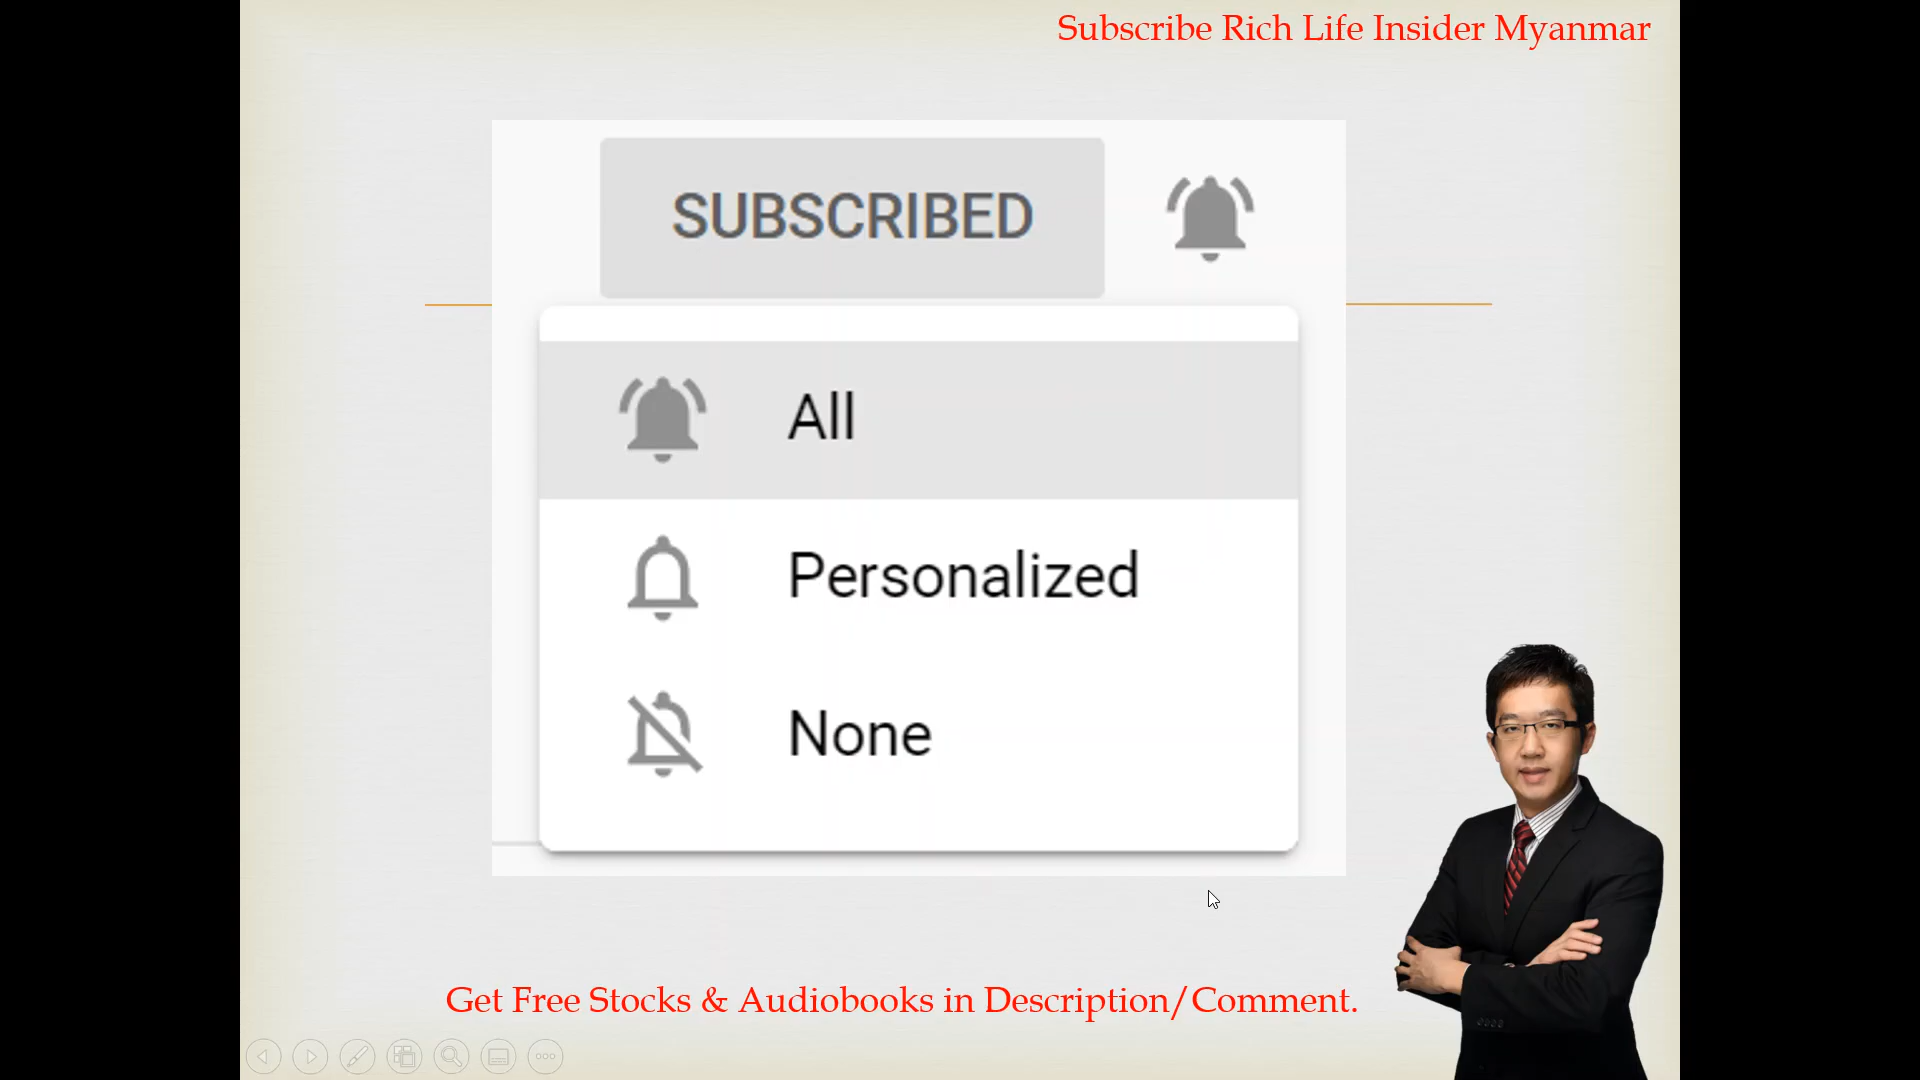 Subscribe Rich Life Insider Myanmar
SUBSCRIBED
All
Personalized
None
Get Free Stocks & Audiobooks in Description/Comment.